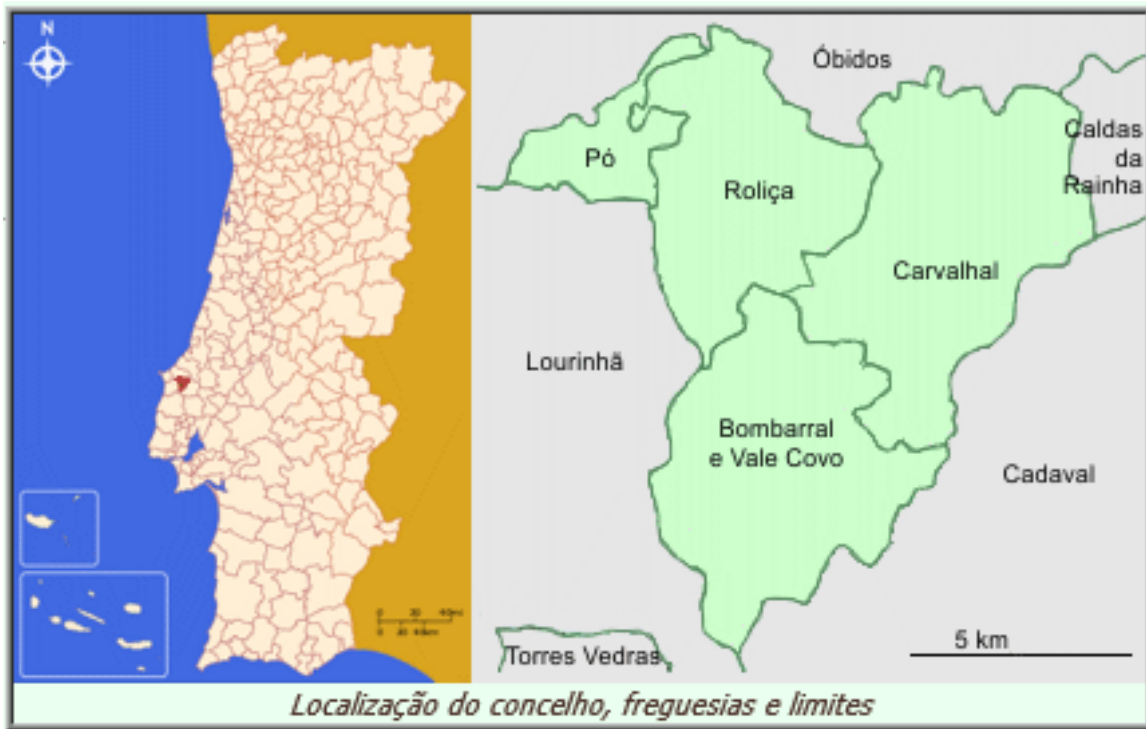 N
Óbidos
Caldas
da
Rainha
Pó
Roliça
Carvalhal
Lourinhã
Bombarral
e Vale Covo
Cadaval
Torres Vedras
5 km
Localização do concelho, freguesias e limites